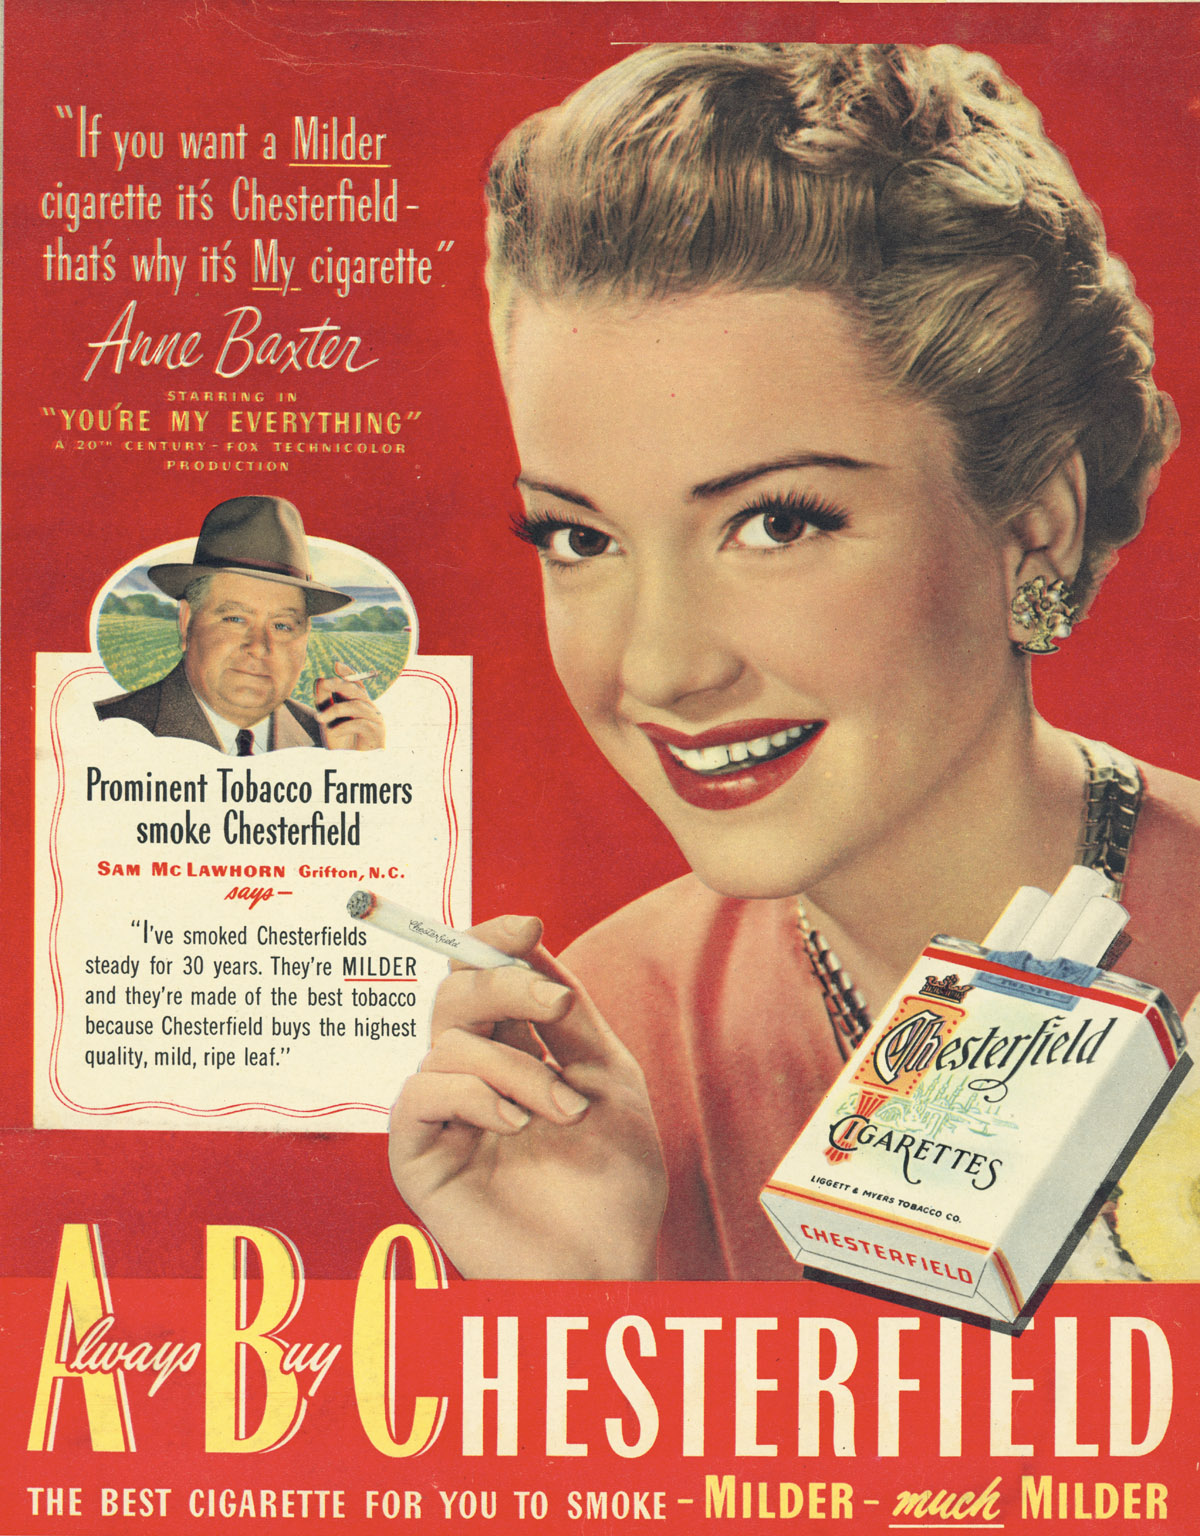 "If you want a Milder
cigarette it's Chesterfield-
that's why it's My cigarette"
Anne Baxter
STARRING IN
"YOU'RE MY EVERYTHING"
A 20TH CENTURY-FOX TECHNICOLOR
PRODUCTION
Prominent Tobacco Farmers
smoke Chesterfield
SAM McLAWHORN Grifton, N.C.
says—
"I've smoked Chesterfields
steady for 30 years. They're MILDER
and they're made of the best tobacco
because Chesterfield buys the highest
quality, mild, ripe leaf."
Chesterfield
TWENTY
Chesterfield
CIGARETTES
LIGGETT & MYERS TOBACCO CO.
CHESTERFIELD
Always Buy CHESTERFIELD
THE BEST CIGARETTE FOR YOU TO SMOKE - MILDER - much MILDER